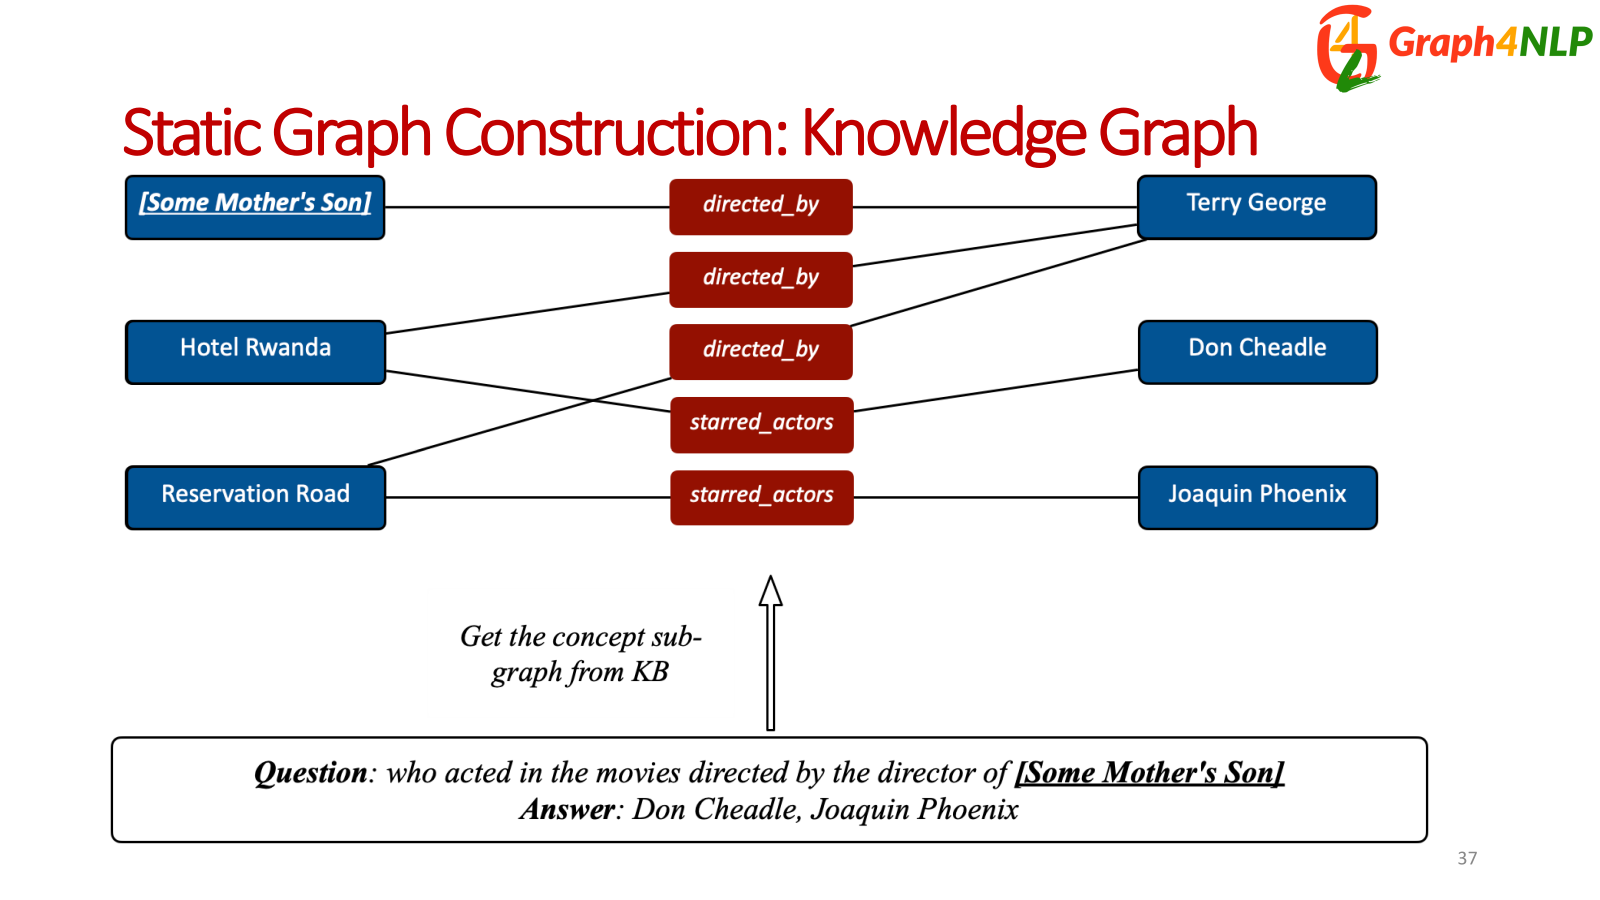 Graph4NLP
Static Graph Construction: Knowledge Graph
[Some Mother's Son]
directed_by
Terry George
directed_by
Hotel Rwanda
directed_by
Don Cheadle
starred_actors
Reservation Road
starred_actors
Joaquin Phoenix
Get the concept sub-
graph from KB
Question: who acted in the movies directed by the director of [Some Mother's Son]
Answer: Don Cheadle, Joaquin Phoenix
37